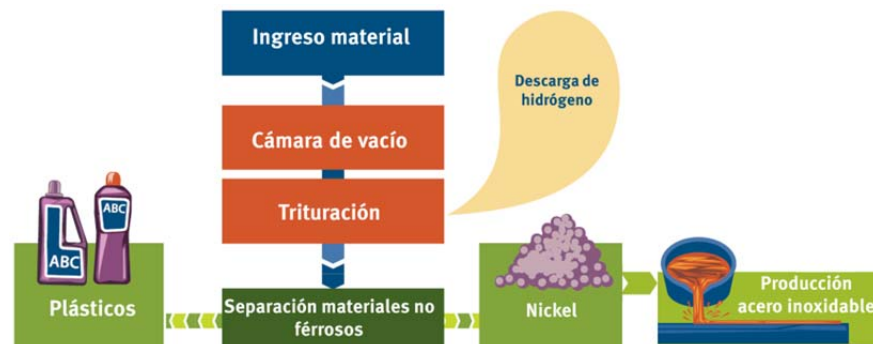 Ingreso material
Descarga de
hidrógeno
Cámara de vacío
Trituración
ABC
ABC
Plásticos
Separación materiales no
férrosos
Nickel
Producción
acero inoxidable